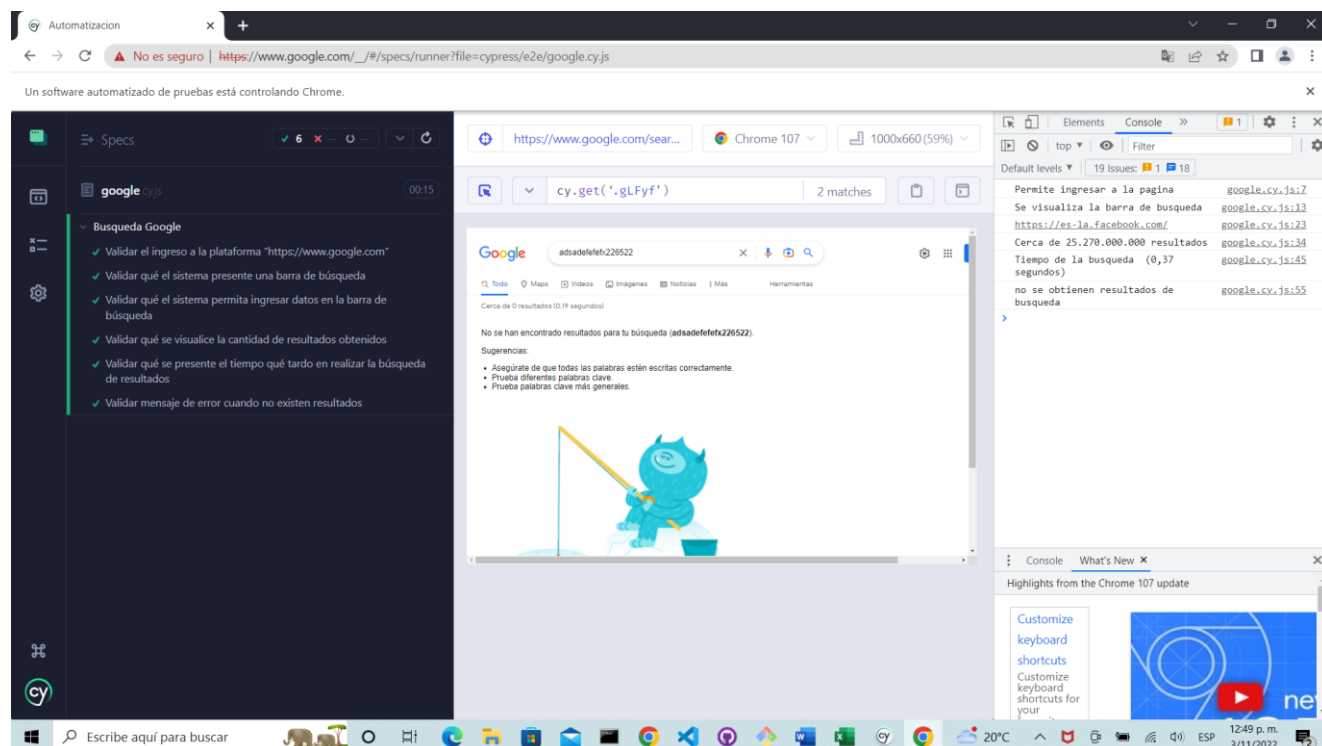 Automatizacion
No es seguro | https://www.google.com/__/#/specs/runner?file=cypress/e2e/google.cy.js
Un software automatizado de pruebas está controlando Chrome.
Specs
6 -- --
google.cy.js 00:15
Busqueda Google
Validar el ingreso a la plataforma "https://www.google.com"
Validar qué el sistema presente una barra de búsqueda
Validar qué el sistema permita ingresar datos en la barra de
búsqueda
Validar qué se visualice la cantidad de resultados obtenidos
Validar qué se presente el tiempo qué tardo en realizar la búsqueda
de resultados
Validar mensaje de error cuando no existen resultados
cy
https://www.google.com/sear... Chrome 107 1000x660 (59%)
cy.get('.gLFyf') 2 matches
Google adsadefefefx226522
Todo Maps Videos Imágenes Noticias Más Herramientas
Cerca de 0 resultados (0,19 segundos)
No se han encontrado resultados para tu búsqueda (adsadefefefx226522).
Sugerencias:
Asegúrate de que todas las palabras estén escritas correctamente.
Prueba diferentes palabras clave.
Prueba palabras clave más generales.
Elements Console » 1
top Filter
Default levels 19 Issues: 1 18
Permite ingresar a la pagina google.cy.js:7
Se visualiza la barra de busqueda google.cy.js:13
https://es-la.facebook.com/ google.cy.js:23
Cerca de 25.270.000.000 resultados google.cy.js:34
Tiempo de la busqueda (0,37 google.cy.js:45
segundos)
no se obtienen resultados de google.cy.js:55
busqueda
Console What's New
Highlights from the Chrome 107 update
Customize
keyboard
shortcuts
Customize
keyboard
shortcuts for
your
ne
Escribe aquí para buscar
20°C ESP 12:49 p. m.
3/11/2022 2